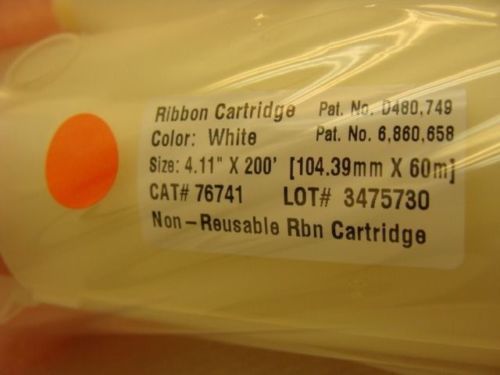 Ribbon Cartridge Pat. No. D480,749
Color: White Pat. No. 6,860,658
Size: 4.11" X 200' [104.39mm X 60m]
CAT# 76741 LOT# 3475730
Non-Reusable Rbn Cartridge